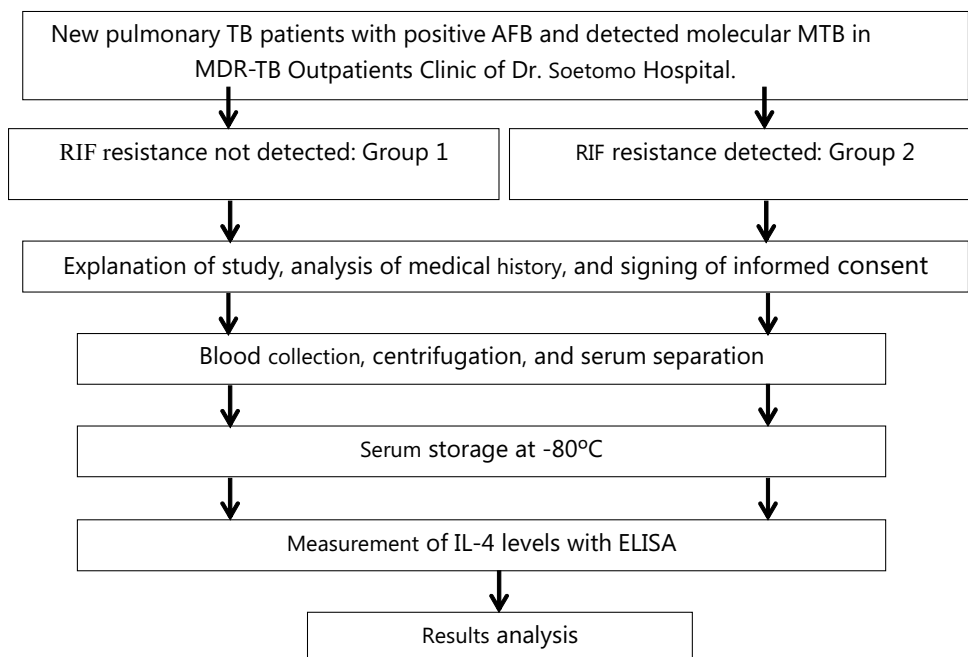 New pulmonary TB patients with positive AFB and detected molecular MTB in
MDR-TB Outpatients Clinic of Dr. Soetomo Hospital.
RIF resistance not detected: Group 1
RIF resistance detected: Group 2
Explanation of study, analysis of medical history, and signing of informed consent
Blood collection, centrifugation, and serum separation
Serum storage at -80ºC
Measurement of IL-4 levels with ELISA
Results analysis